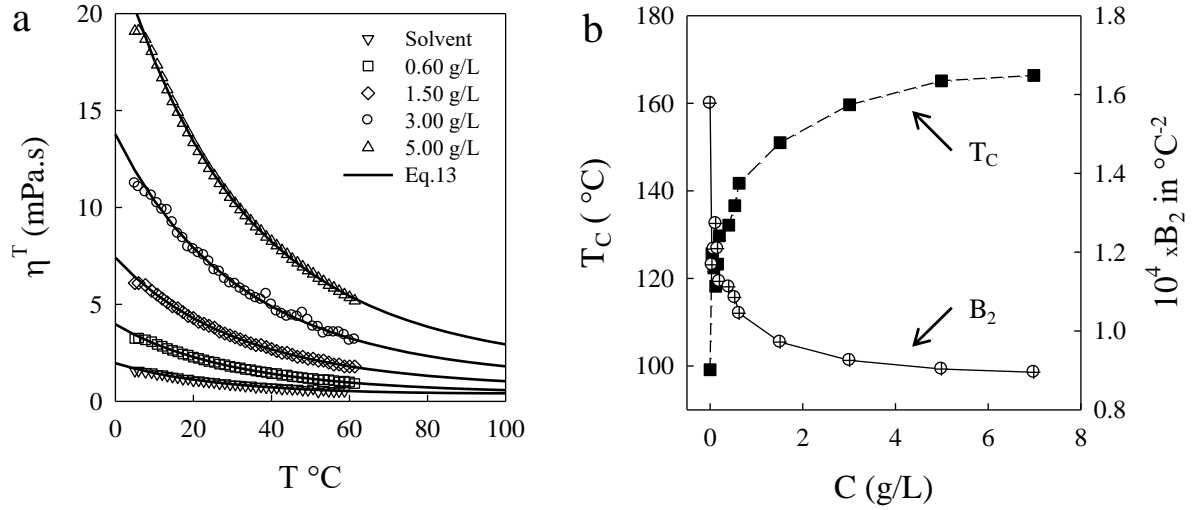 a
20
15
10
5
0
η^T (mPa.s)
0 20 40 60 80 100
T °C
Solvent
0.60 g/L
1.50 g/L
3.00 g/L
5.00 g/L
Eq.13
b
180
160
140
120
100
T_C ( °C)
0 2 4 6 8
C (g/L)
T_C
B_2
1.8
1.6
1.4
1.2
1.0
0.8
10^4 xB_2 in °C^-2